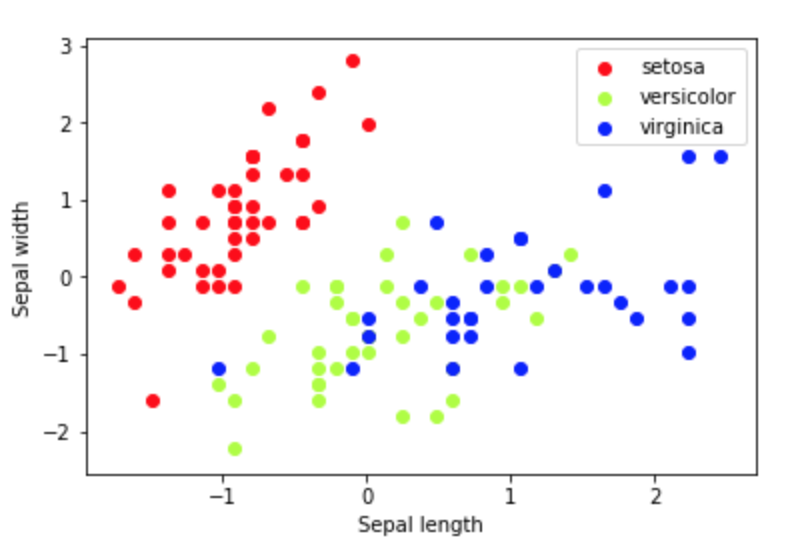 3
2
1
0
−1
−2
Sepal width
setosa
versicolor
virginica
−1 0 1 2
Sepal length